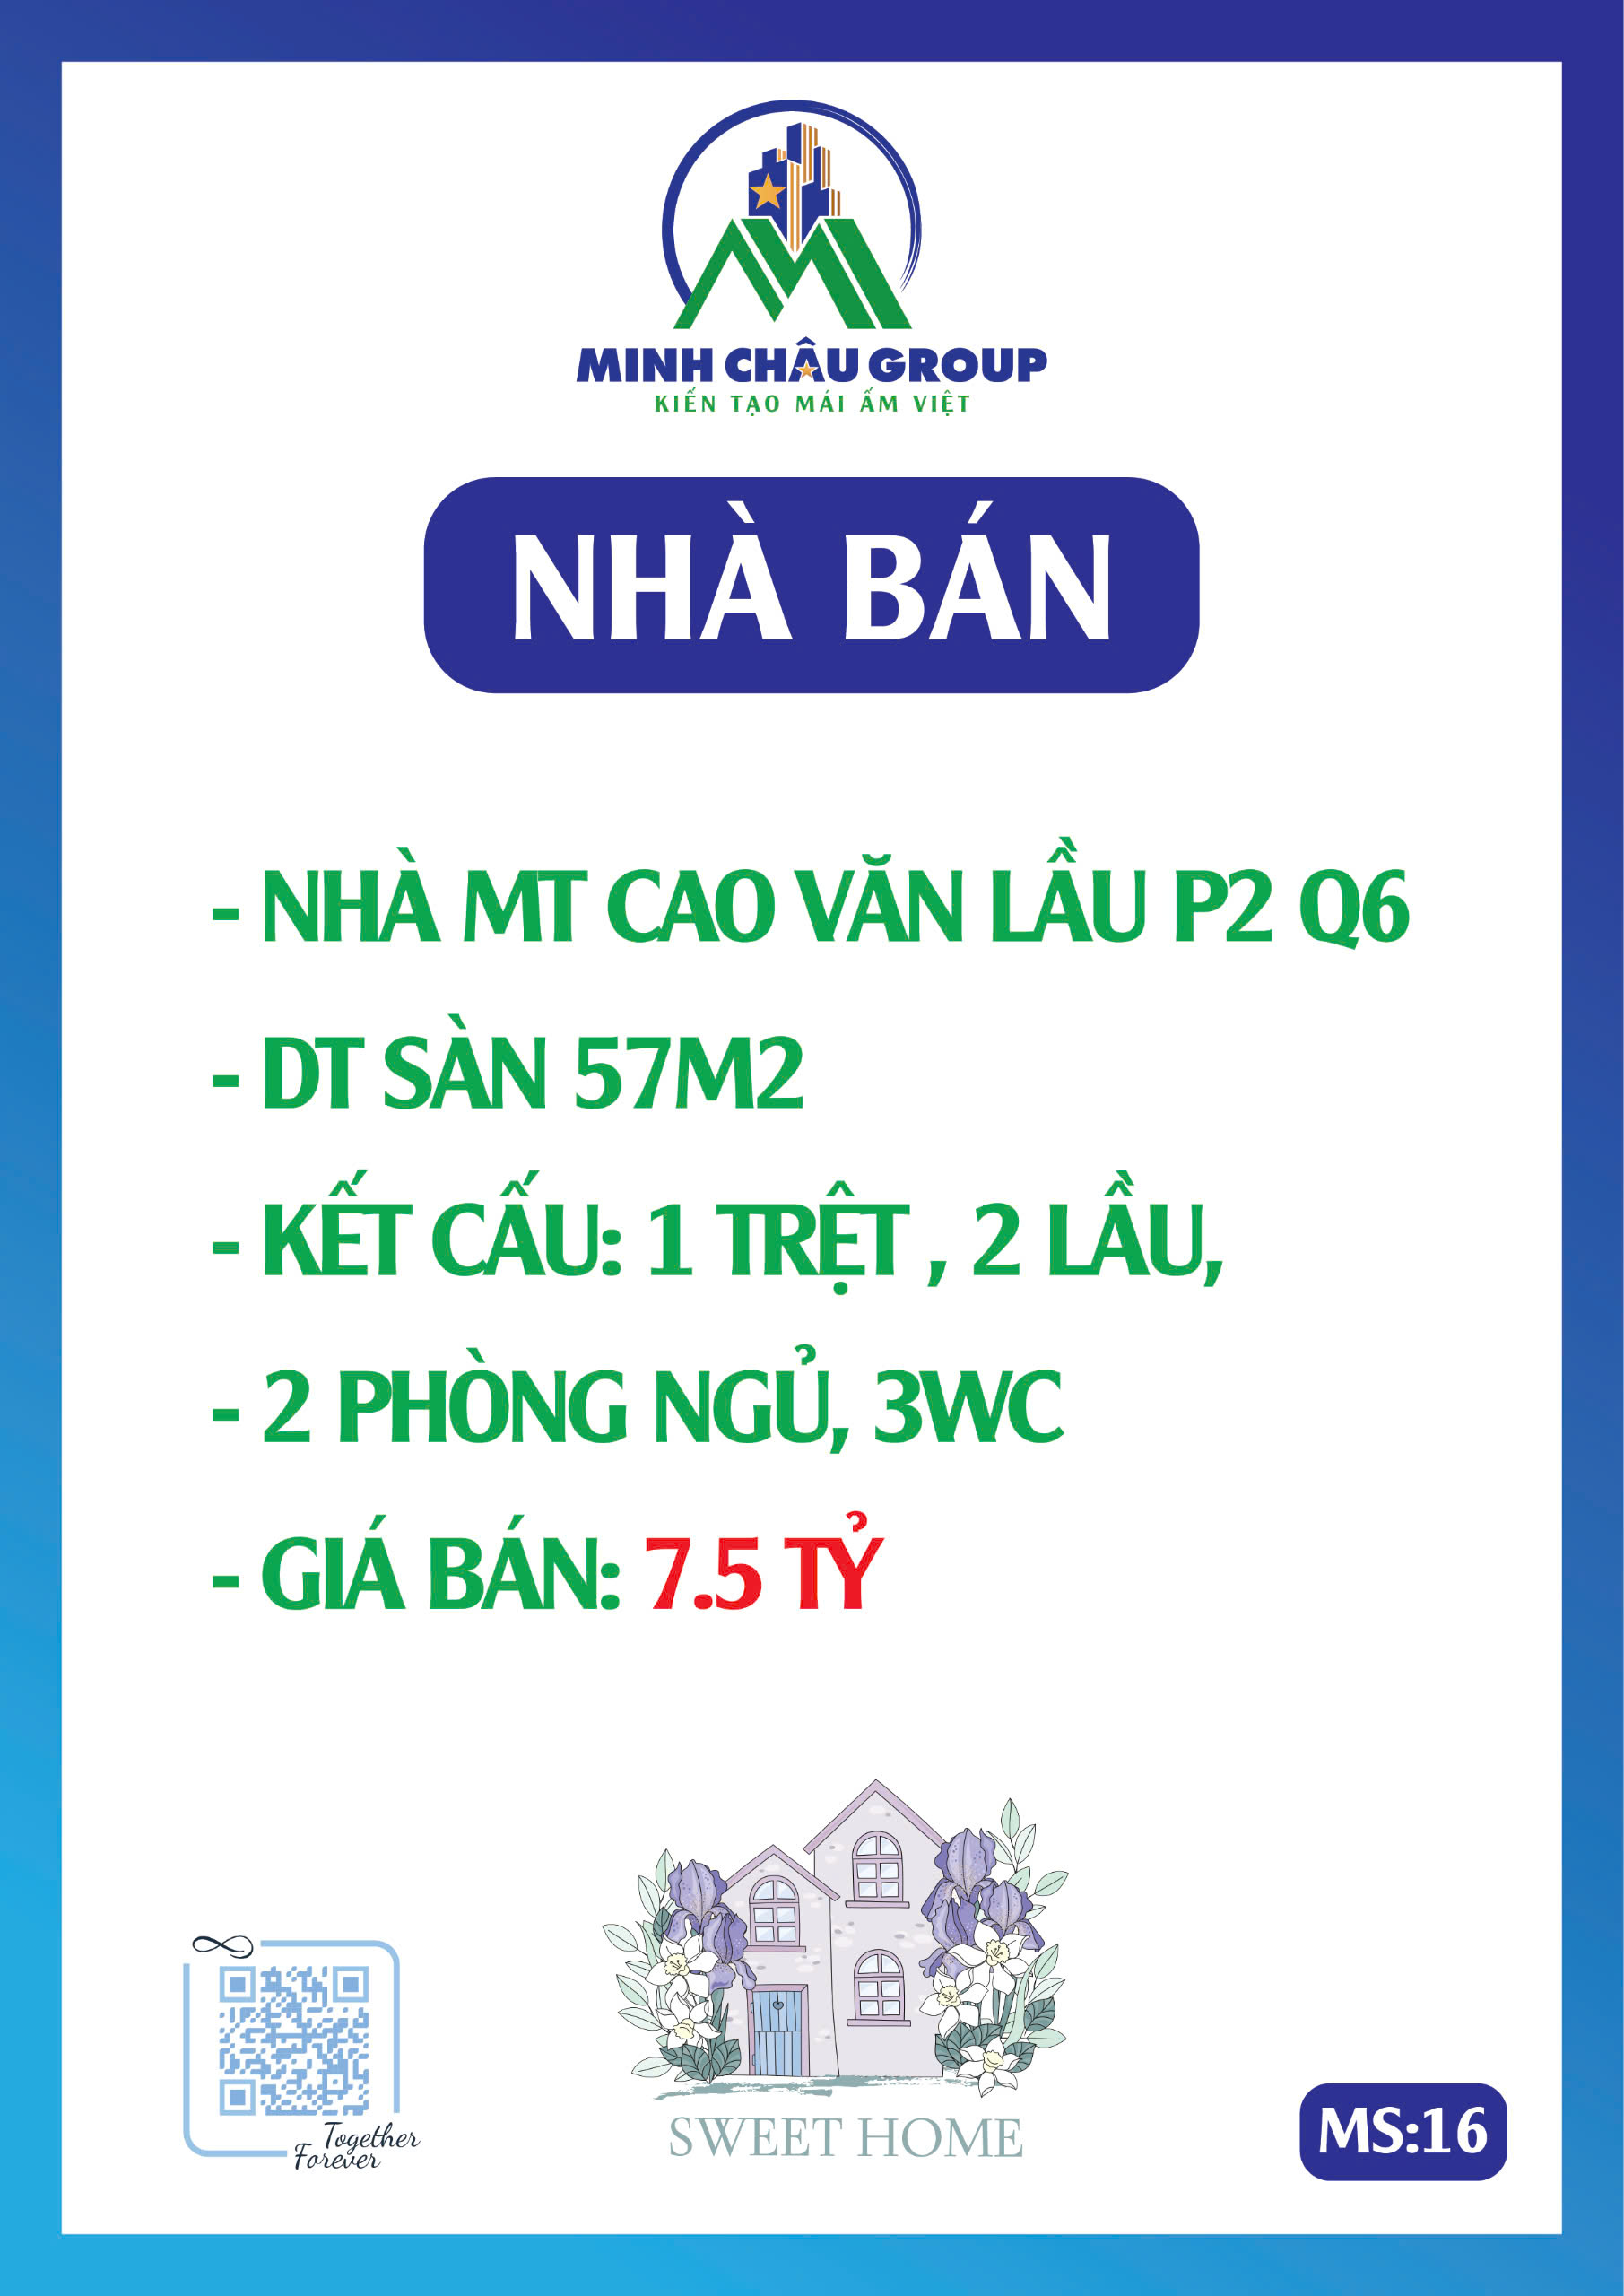 MINH CHÂU GROUP
KIẾN TẠO MÁI ẤM VIỆT
NHÀ BÁN
- NHÀ MT CAO VĂN LẦU P2 Q6
- DT SÀN 57M2
- KẾT CẤU: 1 TRỆT , 2 LẦU,
- 2 PHÒNG NGỦ, 3WC
- GIÁ BÁN: 7.5 TỶ
Together
Forever
SWEET HOME
MS:16